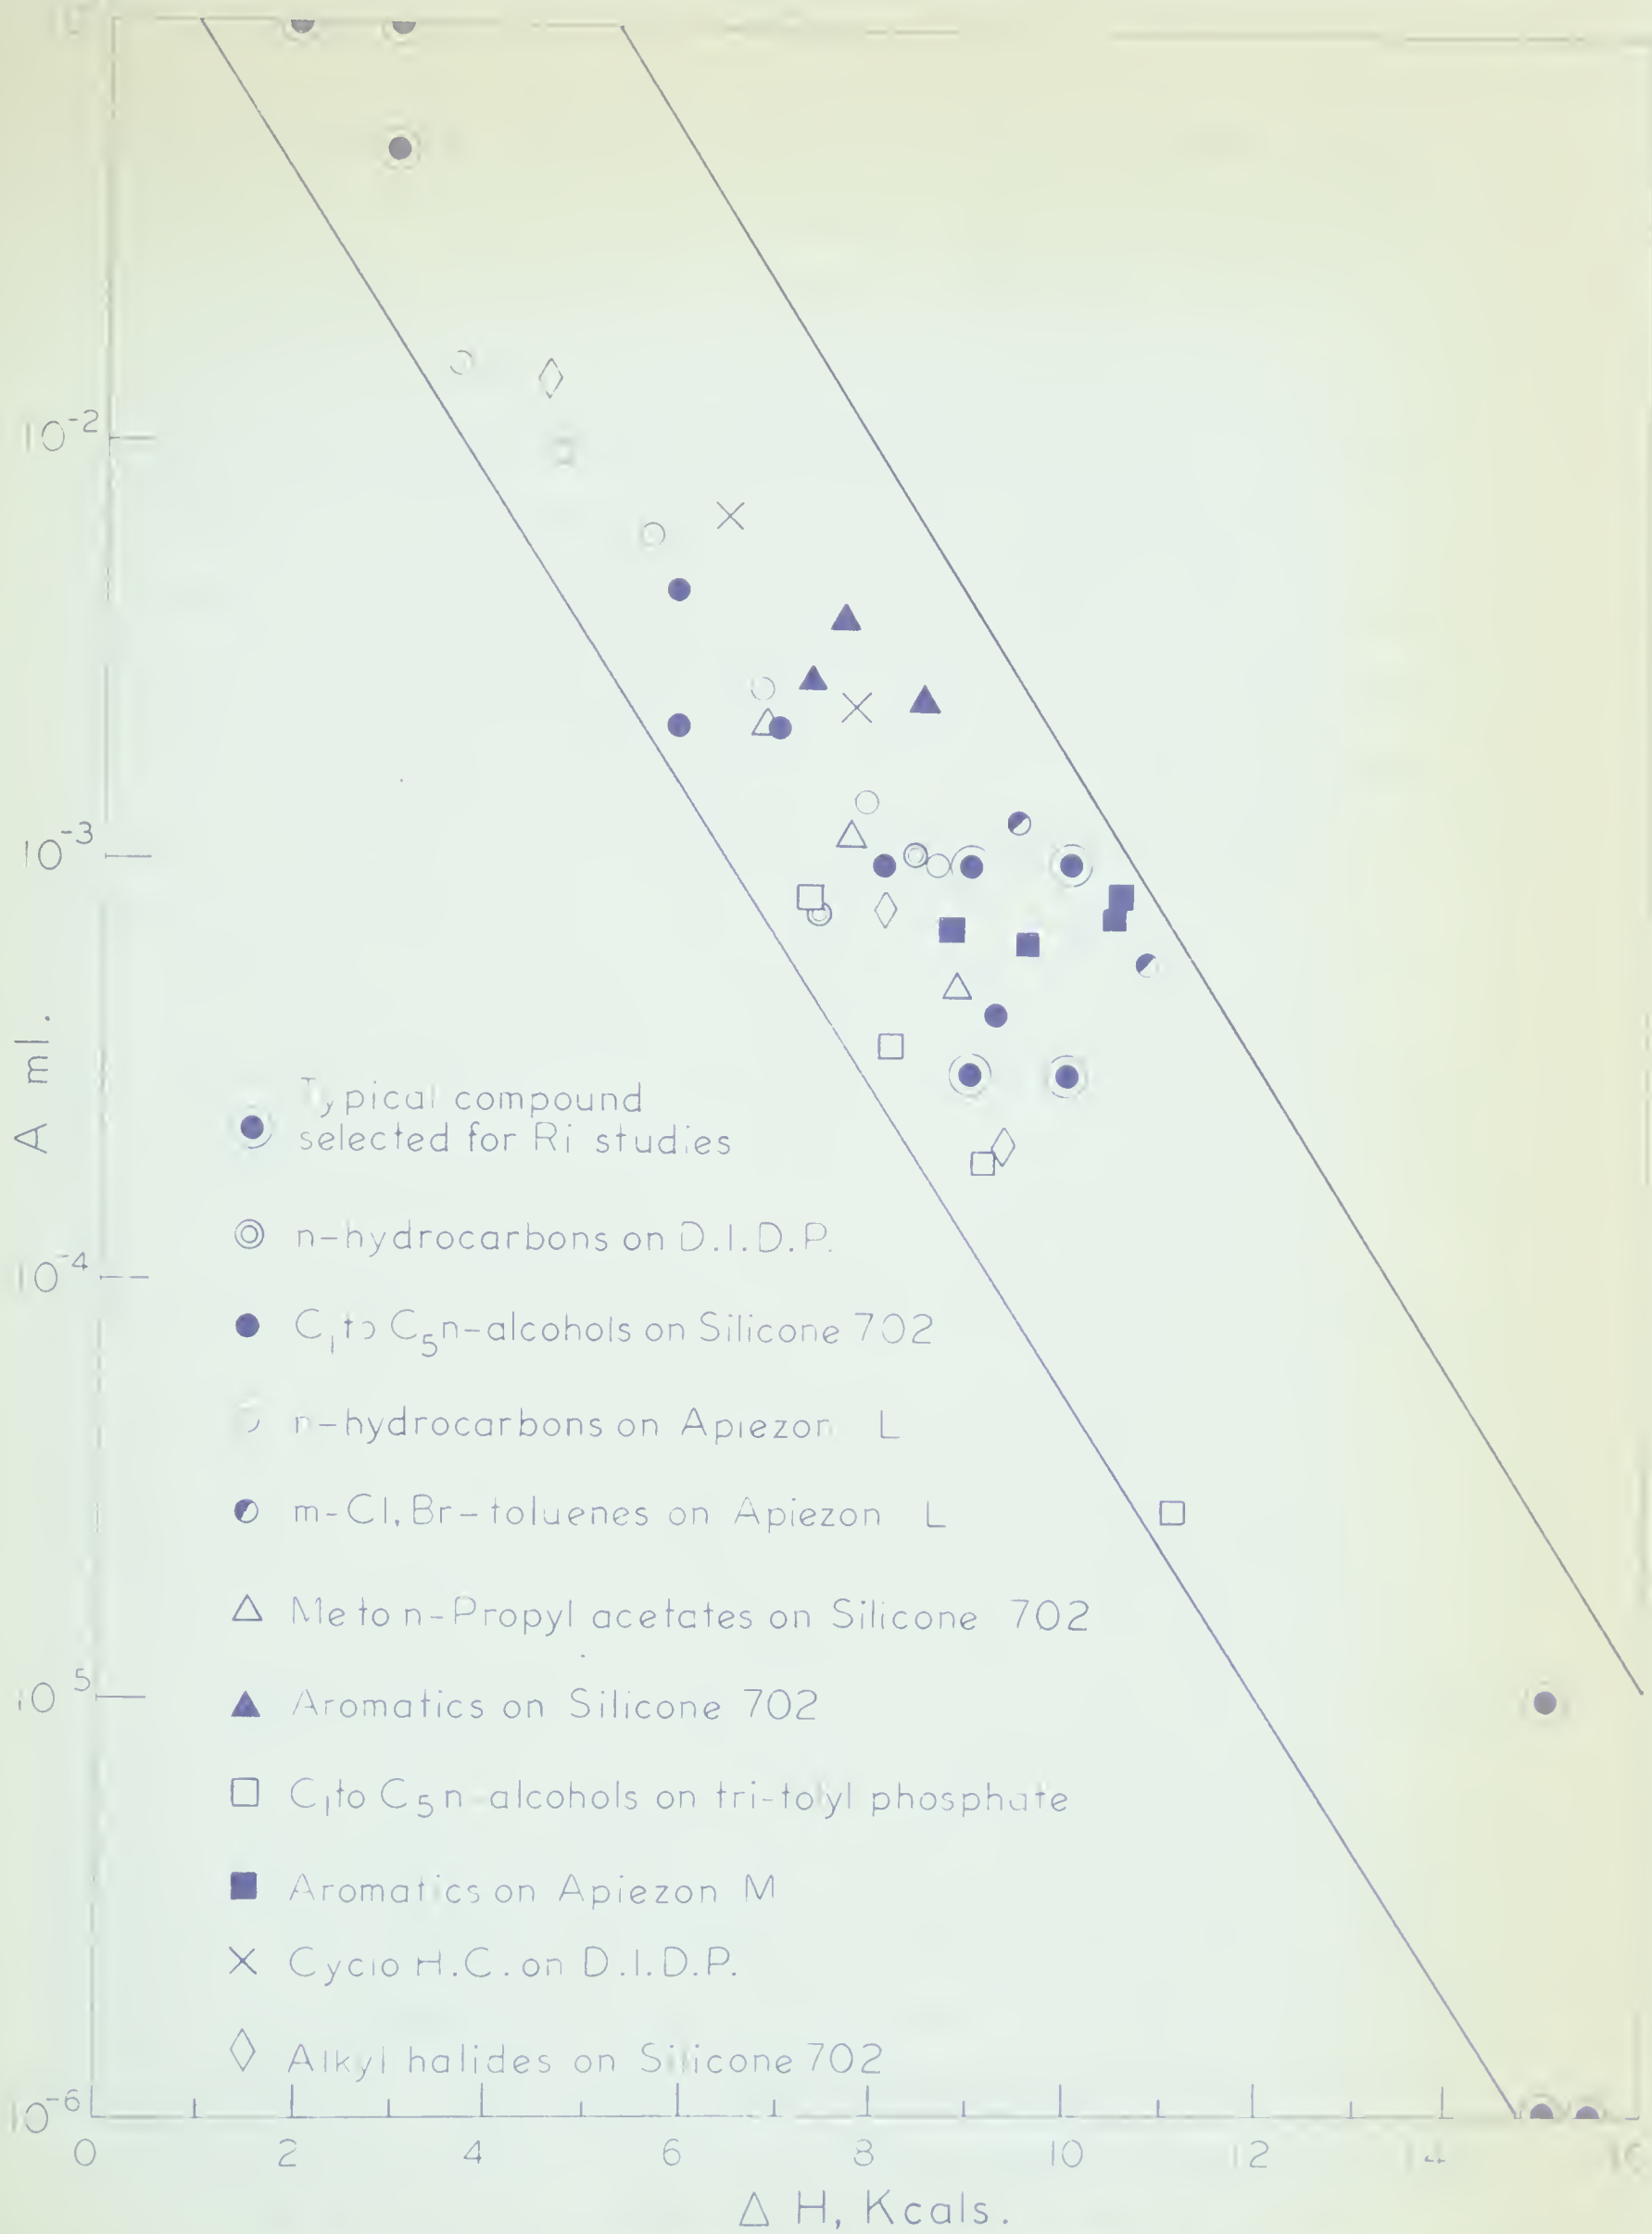 10⁻²
10⁻³
A ml.
Typical compound
selected for Ri studies
n-hydrocarbons on D.I.D.P.
10⁻⁴
C₁ to C₅ n-alcohols on Silicone 702
n-hydrocarbons on Apiezon L
m-Cl, Br-toluenes on Apiezon L
Me to n-Propyl acetates on Silicone 702
10⁵
Aromatics on Silicone 702
C₁ to C₅ n alcohols on tri-tolyl phosphate
Aromatics on Apiezon M
Cyclo H.C. on D.I.D.P.
Alkyl halides on Silicone 702
10⁻⁶
0 2 4 6 8 10 12 14 16
Δ H, Kcals.